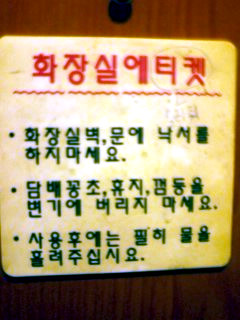 화장실에티켓
• 화장실벽,문에 낙서를
하지마세요.
• 담배꽁초,휴지,껌등을
변기에 버리지 마세요.
• 사용후에는 필히 물을
흘려주십시요.